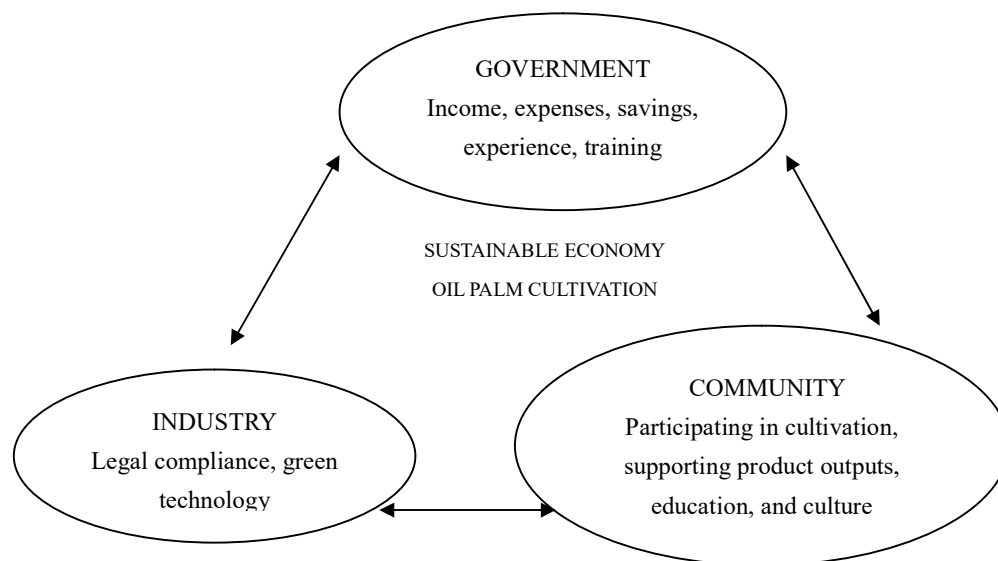 GOVERNMENT
Income, expenses, savings,
experience, training
SUSTAINABLE ECONOMY
OIL PALM CULTIVATION
INDUSTRY
Legal compliance, green
technology
COMMUNITY
Participating in cultivation,
supporting product outputs,
education, and culture